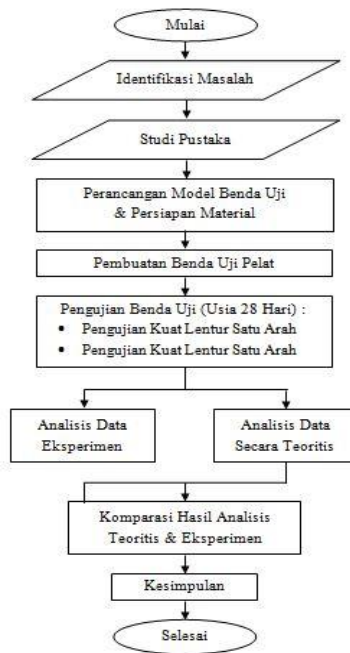 Mulai
Identifikasi Masalah
Studi Pustaka
Perancangan Model Benda Uji
& Persiapan Material
Pembuatan Benda Uji Pelat
Pengujian Benda Uji (Usia 28 Hari) :
• Pengujian Kuat Lentur Satu Arah
• Pengujian Kuat Lentur Satu Arah
Analisis Data
Eksperimen
Analisis Data
Secara Teoritis
Komparasi Hasil Analisis
Teoritis & Eksperimen
Kesimpulan
Selesai